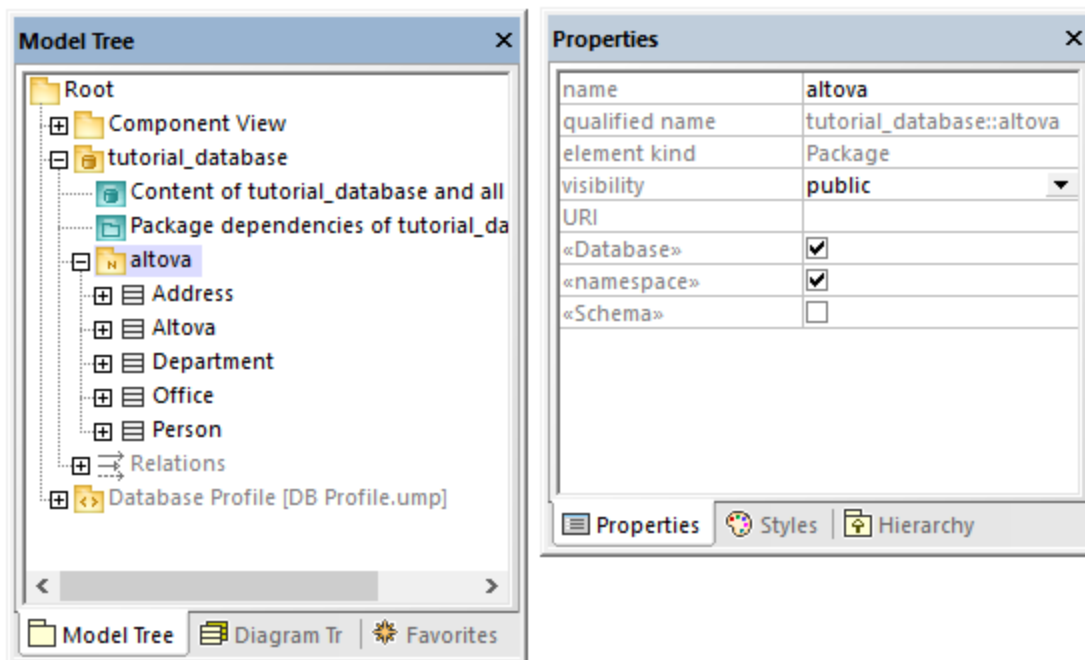 Model Tree
Root
Component View
tutorial_database
Content of tutorial_database and all
Package dependencies of tutorial_da
altova
Address
Altova
Department
Office
Person
Relations
Database Profile [DB Profile.ump]
Model Tree Diagram Tr Favorites
Properties
name altova
qualified name tutorial_database::altova
element kind Package
visibility public
URI
«Database»
«namespace»
«Schema»
Properties Styles Hierarchy